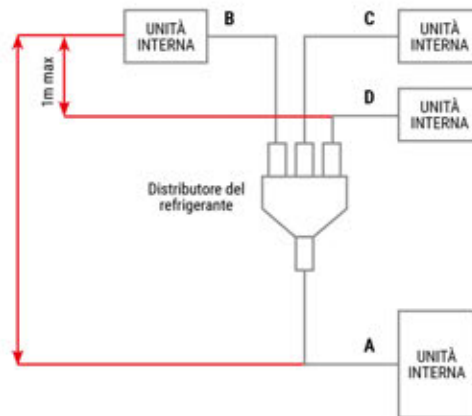 UNITÀ
INTERNA
B
C
UNITÀ
INTERNA
1m max
D
UNITÀ
INTERNA
Distributore del
refrigerante
A
UNITÀ
INTERNA